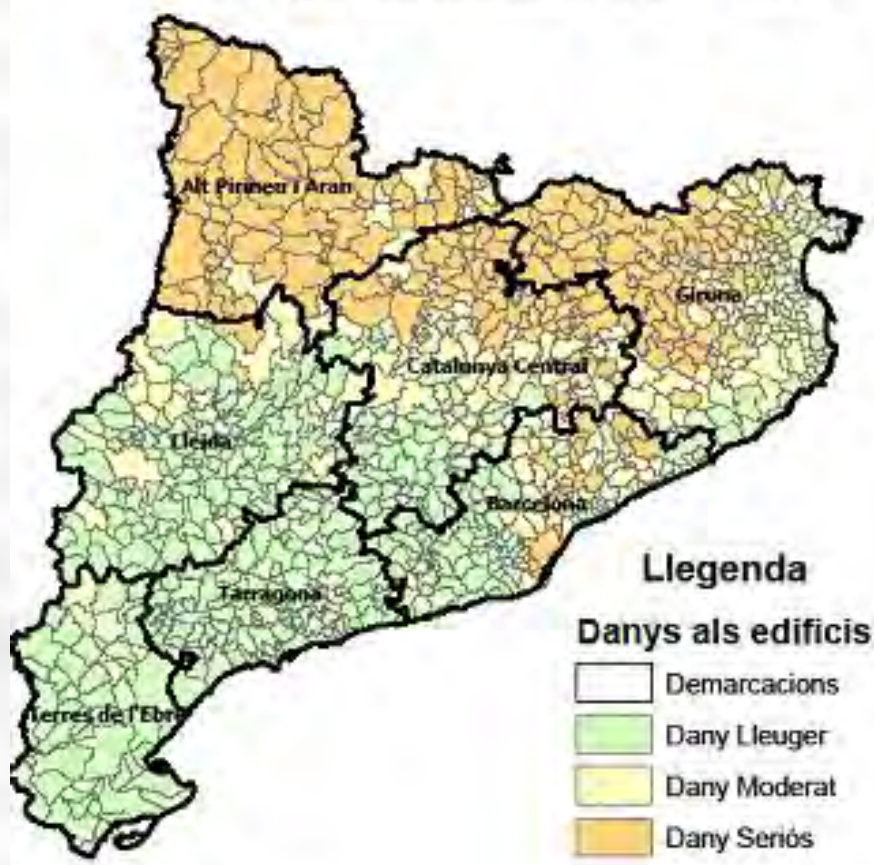 Alt Pirineu i Aran
Girona
Catalunya Central
Lleida
Barcelona
Tarragona
Terres de l'Ebre
Llegenda
Danys als edificis
Demarcacions
Dany Lleuger
Dany Moderat
Dany Seriós